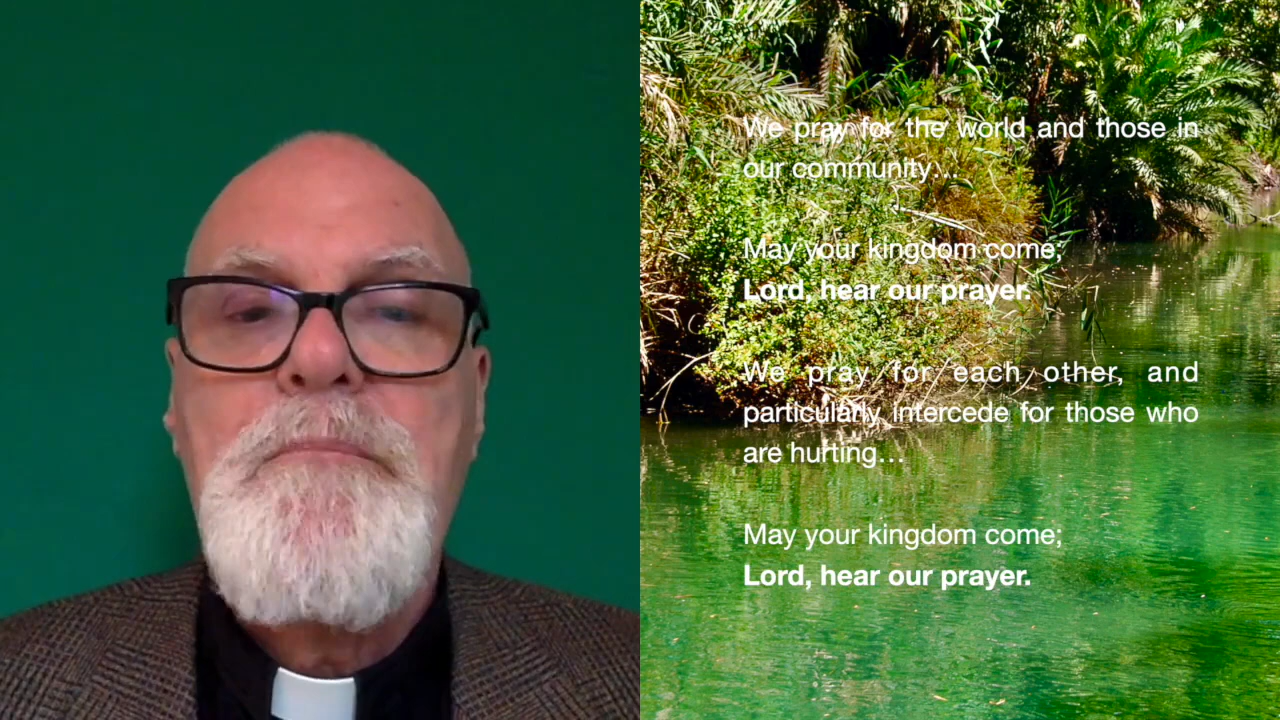 We pray for the world and those in
our community…
May your kingdom come;
Lord, hear our prayer.
We pray for each other, and
particularly intercede for those who
are hurting…
May your kingdom come;
Lord, hear our prayer.